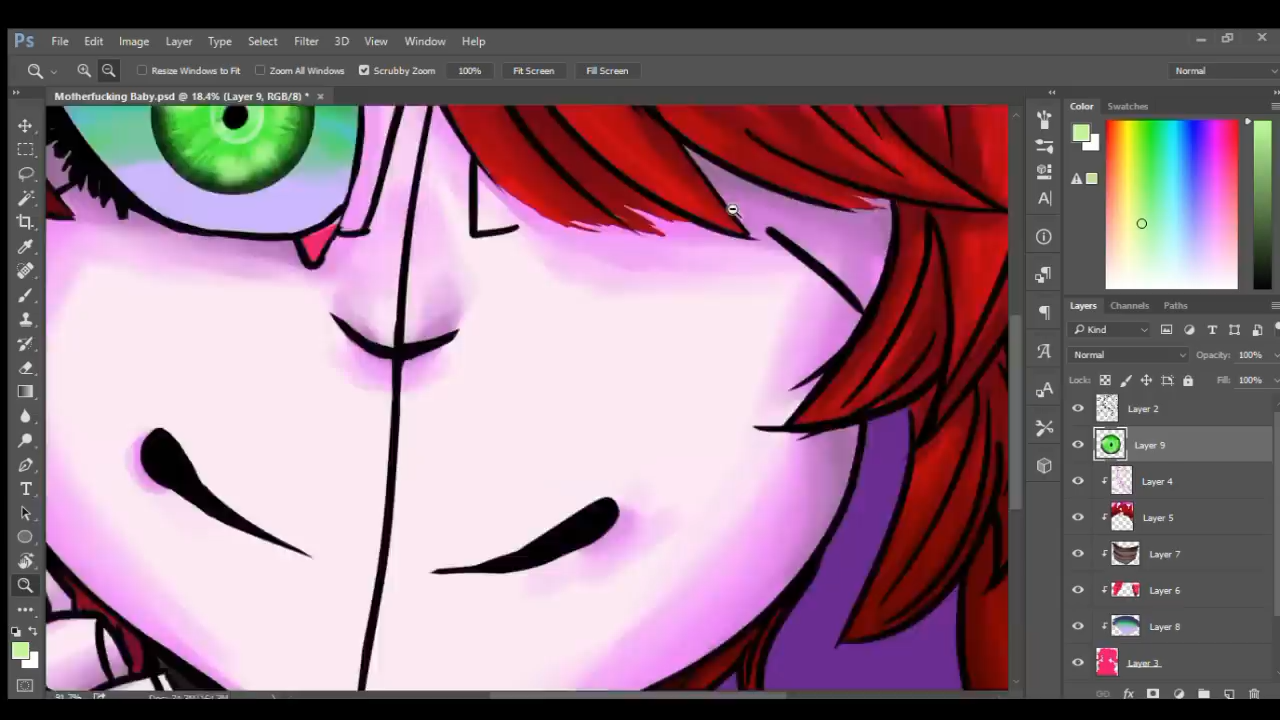 Ps File Edit Image Layer Type Select Filter 3D View Window Help
Resize Windows to Fit Zoom All Windows Scrubby Zoom 100% Fit Screen Fill Screen Normal
Motherfucking Baby.psd @ 18.4% (Layer 9, RGB/8) * ×
Color Swatches
Layers Channels Paths
Kind
Normal Opacity: 100%
Lock: Fill: 100%
Layer 2
Layer 9
Layer 4
Layer 5
Layer 7
Layer 6
Layer 8
Layer 3
fx